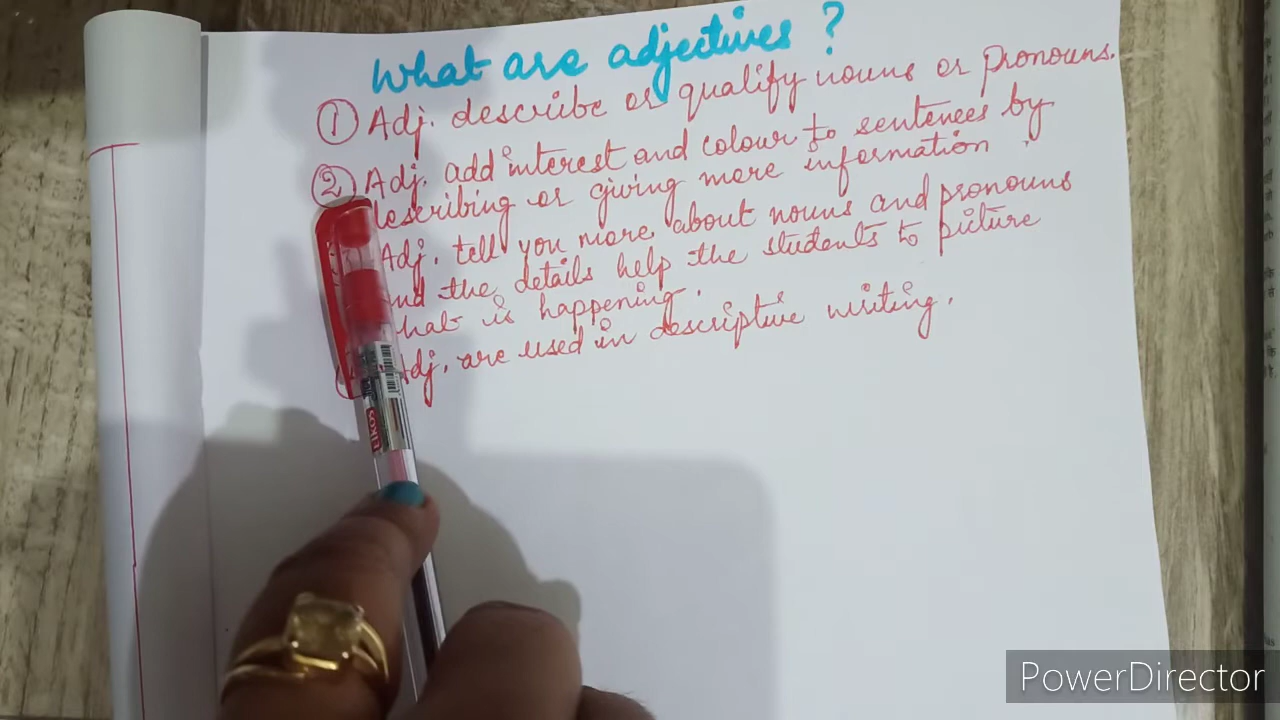 What are adjectives ?
① Adj. describe or qualify nouns or pronouns.
② Adj. add interest and colour to sentences by
describing or giving more information .
Adj. tell you more about nouns and pronouns
and the details help the students to picture
what is happening.
Adj. are used in descriptive writing.
Elkos
PowerDirector